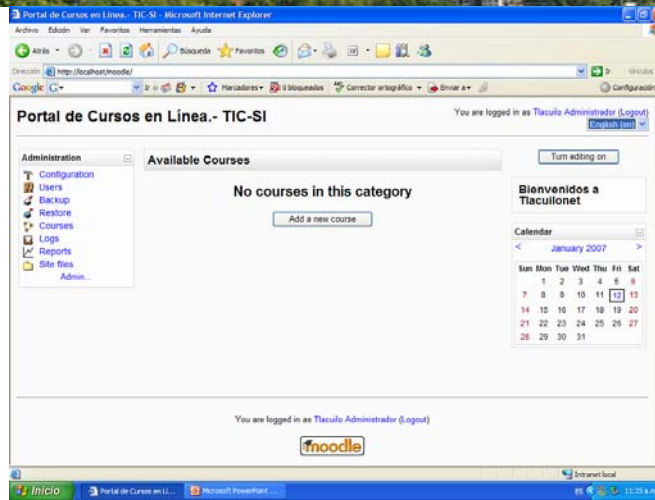 Portal de Cursos en Línea.- TIC-SI - Microsoft Internet Explorer
Archivo Edición Ver Favoritos Herramientas Ayuda
Atrás Búsqueda Favoritos
Dirección http://localhost/moodle/ Ir Vínculos
Google G Ir Marcadores 0 bloqueados Corrector ortográfico Enviar a Configuración
Portal de Cursos en Línea.- TIC-SI
You are logged in as Tlacuilo Administrador (Logout)
English (en)
Administration
Configuration
Users
Backup
Restore
Courses
Logs
Reports
Site files
Admin...
Available Courses
No courses in this category
Add a new course
Turn editing on
Bienvenidos a
Tlacuilonet
Calendar
< January 2007 >
Sun Mon Tue Wed Thu Fri Sat
1 2 3 4 5 6
7 8 9 10 11 12 13
14 15 16 17 18 19 20
21 22 23 24 25 26 27
28 29 30 31
You are logged in as Tlacuilo Administrador (Logout)
moodle
Intranet local
Inicio Portal de Cursos en Lí... Microsoft PowerPoint ... ES 11:25 a.m.